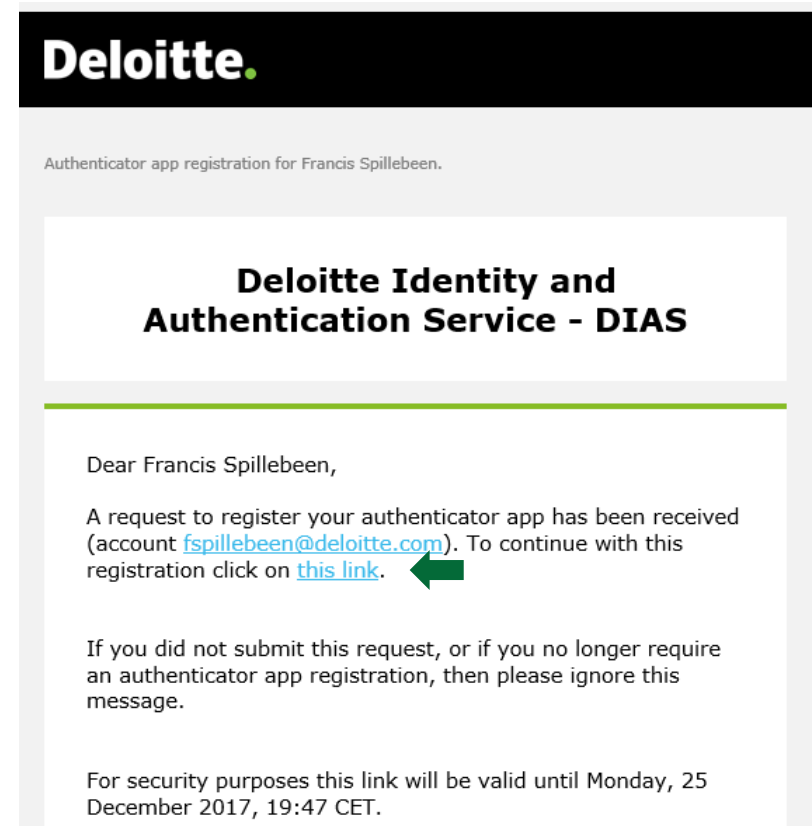 Deloitte.
Authenticator app registration for Francis Spillebeen.
Deloitte Identity and
Authentication Service - DIAS
Dear Francis Spillebeen,
A request to register your authenticator app has been received
(account fspillebeen@deloitte.com). To continue with this
registration click on this link.
If you did not submit this request, or if you no longer require
an authenticator app registration, then please ignore this
message.
For security purposes this link will be valid until Monday, 25
December 2017, 19:47 CET.